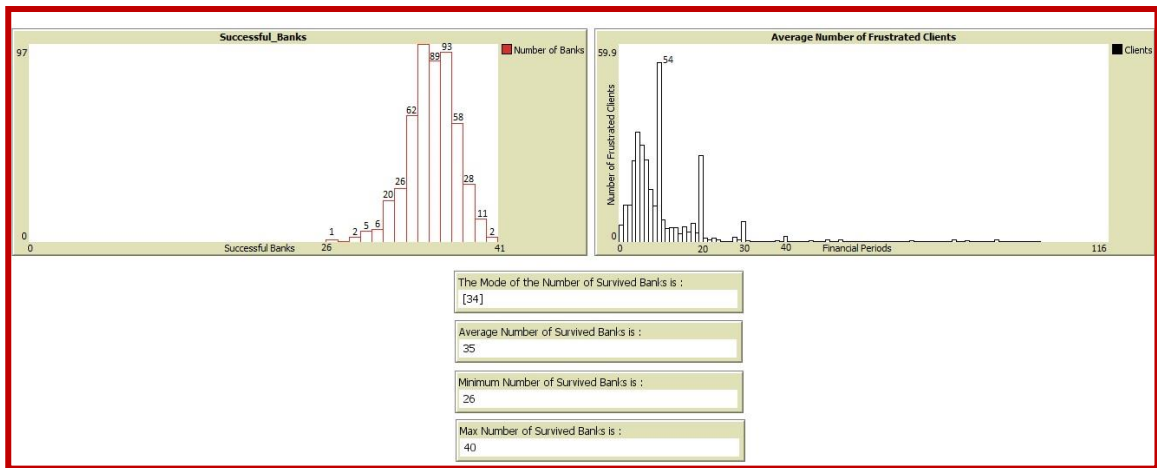 Successful_Banks
97
0
Number of Banks
1
2
5
6
20
26
62
89
93
58
28
11
2
0
Successful Banks
26
41
Average Number of Frustrated Clients
59.9
Number of Frustrated Clients
0
54
Clients
0
20
30
40
Financial Periods
116
The Mode of the Number of Survived Banks is :
[34]
Average Number of Survived Banks is :
35
Minimum Number of Survived Banks is :
26
Max Number of Survived Banks is :
40